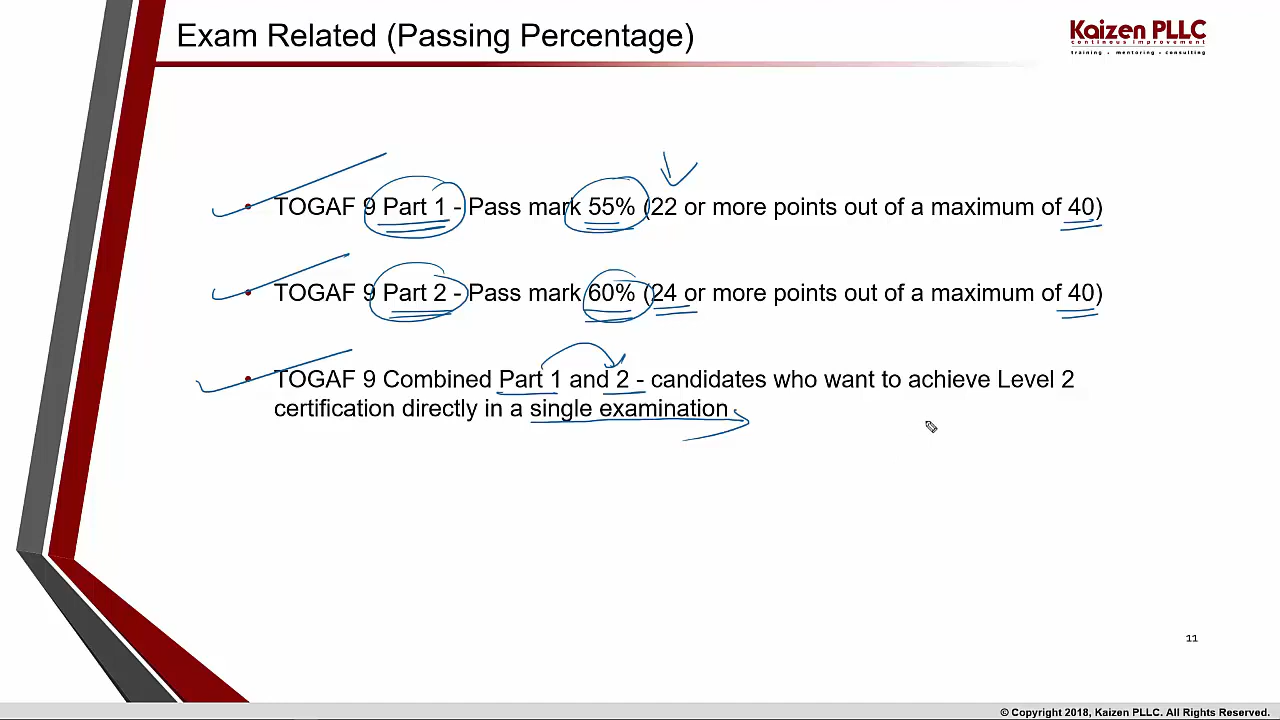 Exam Related (Passing Percentage)
Kaizen PLLC
continous improvement
training . mentoring . consulting
TOGAF 9 Part 1 - Pass mark 55% (22 or more points out of a maximum of 40)
TOGAF 9 Part 2 - Pass mark 60% (24 or more points out of a maximum of 40)
TOGAF 9 Combined Part 1 and 2 - candidates who want to achieve Level 2
certification directly in a single examination
11
© Copyright 2018, Kaizen PLLC. All Rights Reserved.